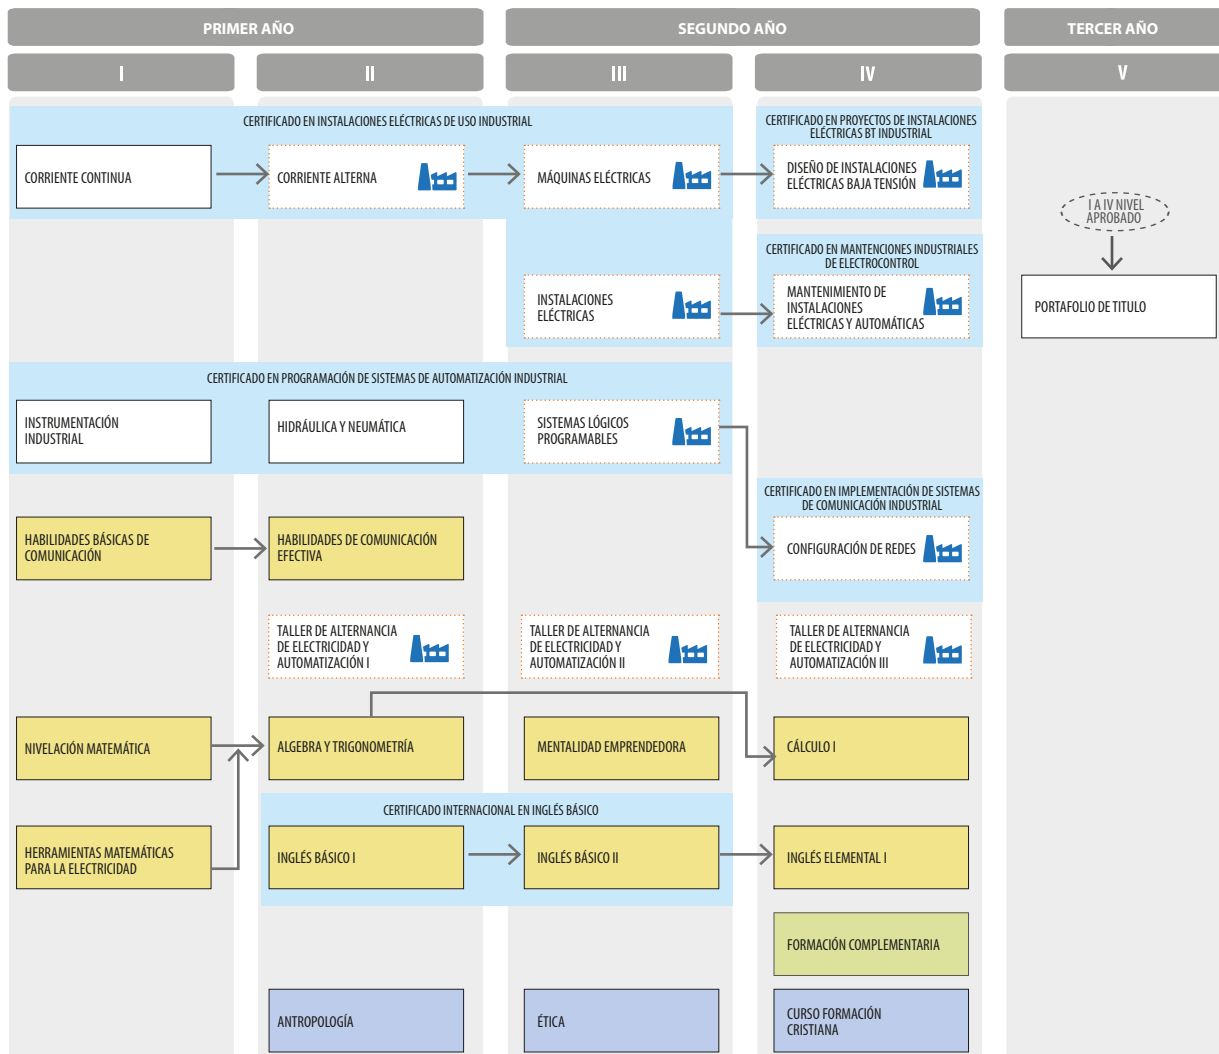 PRIMER AÑO
SEGUNDO AÑO
TERCER AÑO
I
II
III
IV
V
CERTIFICADO EN INSTALACIONES ELÉCTRICAS DE USO INDUSTRIAL
CERTIFICADO EN PROYECTOS DE INSTALACIONES
ELÉCTRICAS BT INDUSTRIAL
CORRIENTE CONTINUA
CORRIENTE ALTERNA
MÁQUINAS ELÉCTRICAS
DISEÑO DE INSTALACIONES
ELÉCTRICAS BAJA TENSIÓN
I A IV NIVEL
APROBADO
CERTIFICADO EN MANTENCIONES INDUSTRIALES
DE ELECTROCONTROL
INSTALACIONES
ELÉCTRICAS
MANTENIMIENTO DE
INSTALACIONES
ELÉCTRICAS Y AUTOMÁTICAS
PORTAFOLIO DE TITULO
CERTIFICADO EN PROGRAMACIÓN DE SISTEMAS DE AUTOMATIZACIÓN INDUSTRIAL
INSTRUMENTACIÓN
INDUSTRIAL
HIDRÁULICA Y NEUMÁTICA
SISTEMAS LÓGICOS
PROGRAMABLES
CERTIFICADO EN IMPLEMENTACIÓN DE SISTEMAS
DE COMUNICACIÓN INDUSTRIAL
HABILIDADES BÁSICAS DE
COMUNICACIÓN
HABILIDADES DE COMUNICACIÓN
EFECTIVA
CONFIGURACIÓN DE REDES
TALLER DE ALTERNANCIA
DE ELECTRICIDAD Y
AUTOMATIZACIÓN I
TALLER DE ALTERNANCIA
DE ELECTRICIDAD Y
AUTOMATIZACIÓN II
TALLER DE ALTERNANCIA
DE ELECTRICIDAD Y
AUTOMATIZACIÓN III
NIVELACIÓN MATEMÁTICA
ALGEBRA Y TRIGONOMETRÍA
MENTALIDAD EMPRENDEDORA
CÁLCULO I
CERTIFICADO INTERNACIONAL EN INGLÉS BÁSICO
HERRAMIENTAS MATEMÁTICAS
PARA LA ELECTRICIDAD
INGLÉS BÁSICO I
INGLÉS BÁSICO II
INGLÉS ELEMENTAL I
FORMACIÓN COMPLEMENTARIA
ANTROPOLOGÍA
ÉTICA
CURSO FORMACIÓN
CRISTIANA